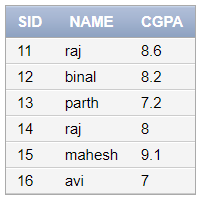 SID NAME CGPA
11 raj 8.6
12 binal 8.2
13 parth 7.2
14 raj 8
15 mahesh 9.1
16 avi 7